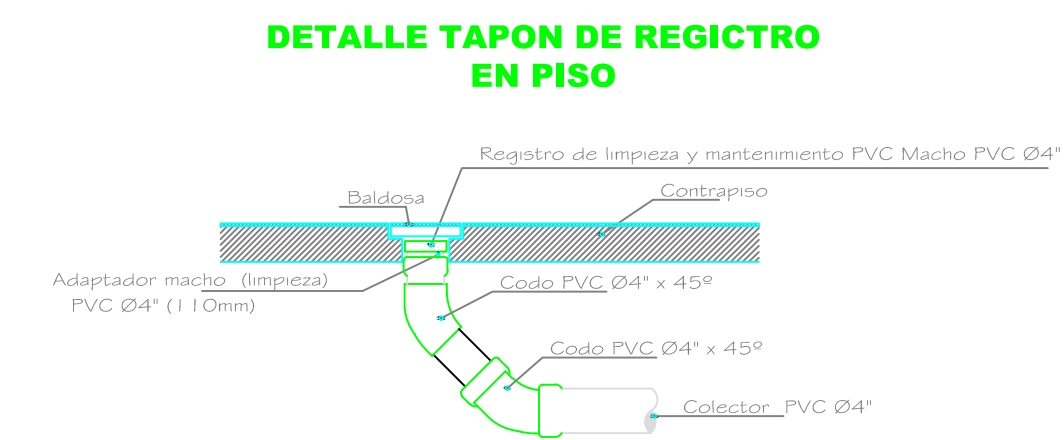 DETALLE TAPON DE REGICTRO
EN PISO
Registro de limpieza y mantenimiento PVC Macho PVC Ø4"
Baldosa
Contrapiso
Adaptador macho (limpieza)
PVC Ø4" (110mm)
Codo PVC Ø4" x 45º
Codo PVC Ø4" x 45º
Colector PVC Ø4"